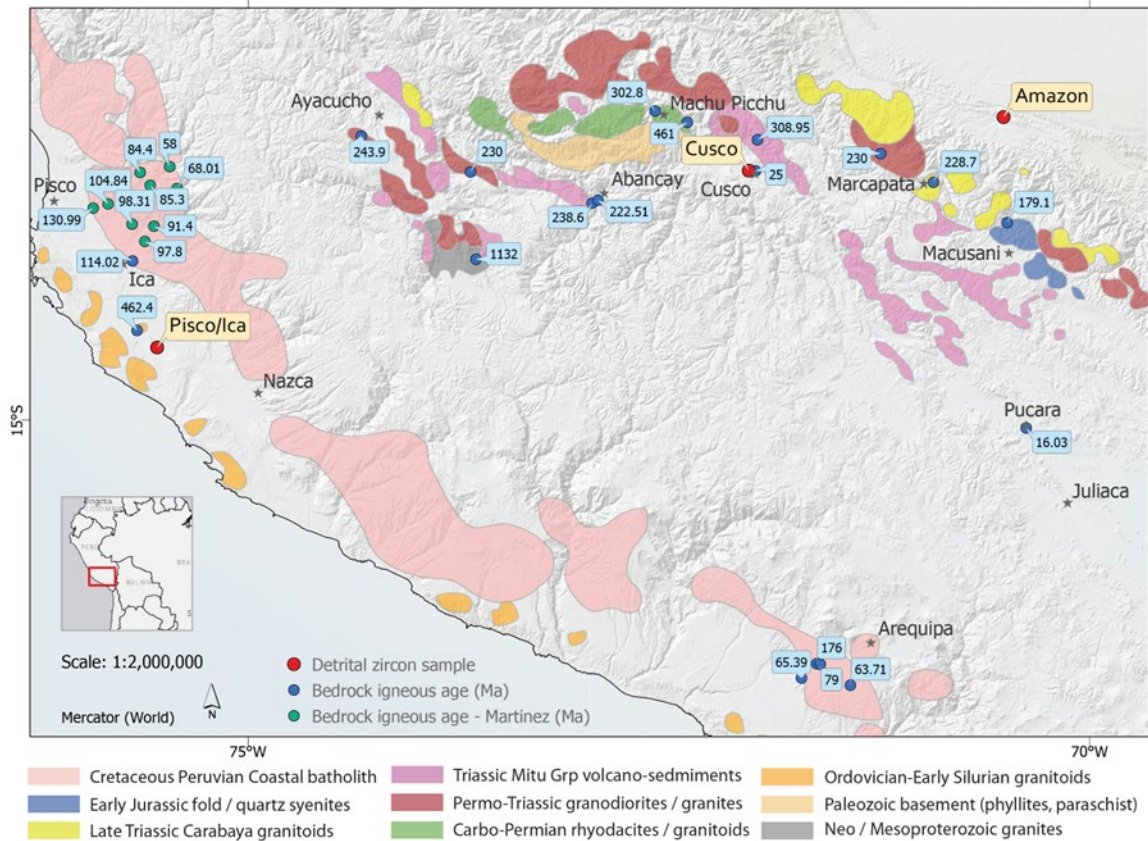 302.8
Machu Picchu
Amazon
Ayacucho
84.4
58
68.01
461
308.95
243.9
230
Cusco
230
228.7
Pisco
104.84
98.31
85.3
Abancay
Cusco
25
Marcapata
179.1
130.99
91.4
238.6
222.51
97.8
1132
Macusani
114.02
Ica
462.4
Pisco/Ica
Nazca
15°S
Pucara
16.03
Juliaca
Bogota
COLOMBIA
PERU
BRA
BOLIVIA
Arequipa
65.39
176
79
63.71
Scale: 1:2,000,000
N
Mercator (World)
Detrital zircon sample
Bedrock igneous age (Ma)
Bedrock igneous age - Martinez (Ma)
75°W
70°W
Cretaceous Peruvian Coastal batholith
Triassic Mitu Grp volcano-sedmiments
Ordovician-Early Silurian granitoids
Early Jurassic fold / quartz syenites
Permo-Triassic granodiorites / granites
Paleozoic basement (phyllites, paraschist)
Late Triassic Carabaya granitoids
Carbo-Permian rhyodacites / granitoids
Neo / Mesoproterozoic granites